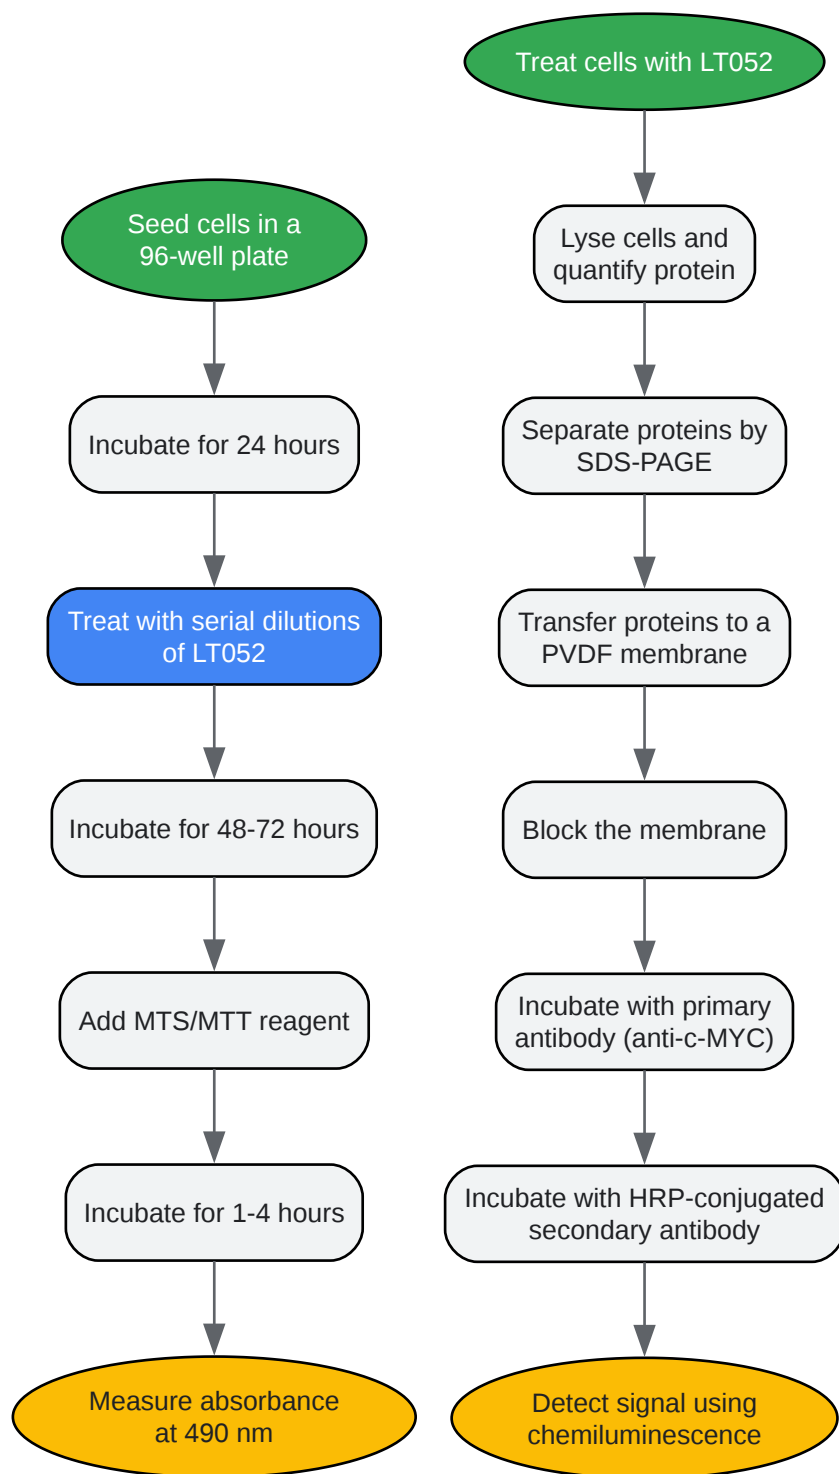 Seed cells in a
96-well plate
Incubate for 24 hours
Treat with serial dilutions
of LT052
Incubate for 48-72 hours
Add MTS/MTT reagent
Incubate for 1-4 hours
Measure absorbance
at 490 nm
Treat cells with LT052
Lyse cells and
quantify protein
Separate proteins by
SDS-PAGE
Transfer proteins to a
PVDF membrane
Block the membrane
Incubate with primary
antibody (anti-c-MYC)
Incubate with HRP-conjugated
secondary antibody
Detect signal using
chemiluminescence